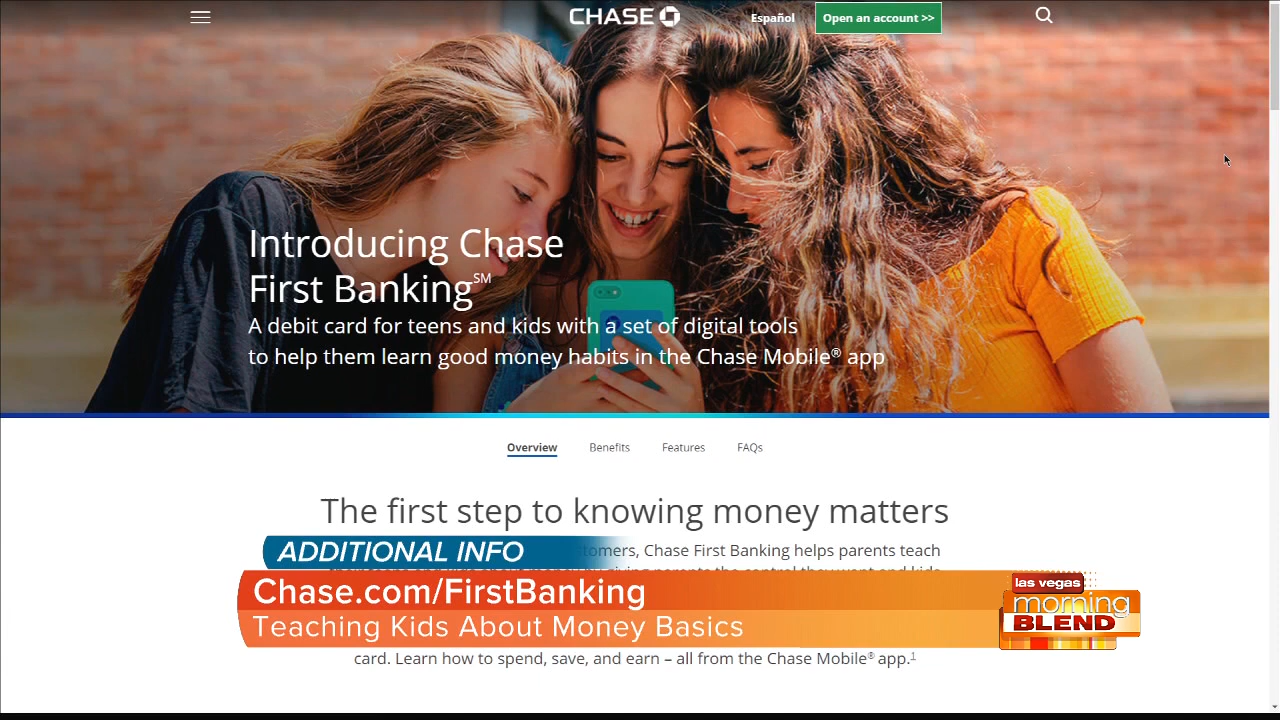 CHASE
Español
Open an account >>
Introducing Chase
First Banking℠
A debit card for teens and kids with a set of digital tools
to help them learn good money habits in the Chase Mobile® app
Overview Benefits Features FAQs
The first step to knowing money matters
ADDITIONAL INFO
customers, Chase First Banking helps parents teach
Chase.com/FirstBanking
Teaching Kids About Money Basics
las vegas
morning
BLEND
card. Learn how to spend, save, and earn – all from the Chase Mobile® app.1